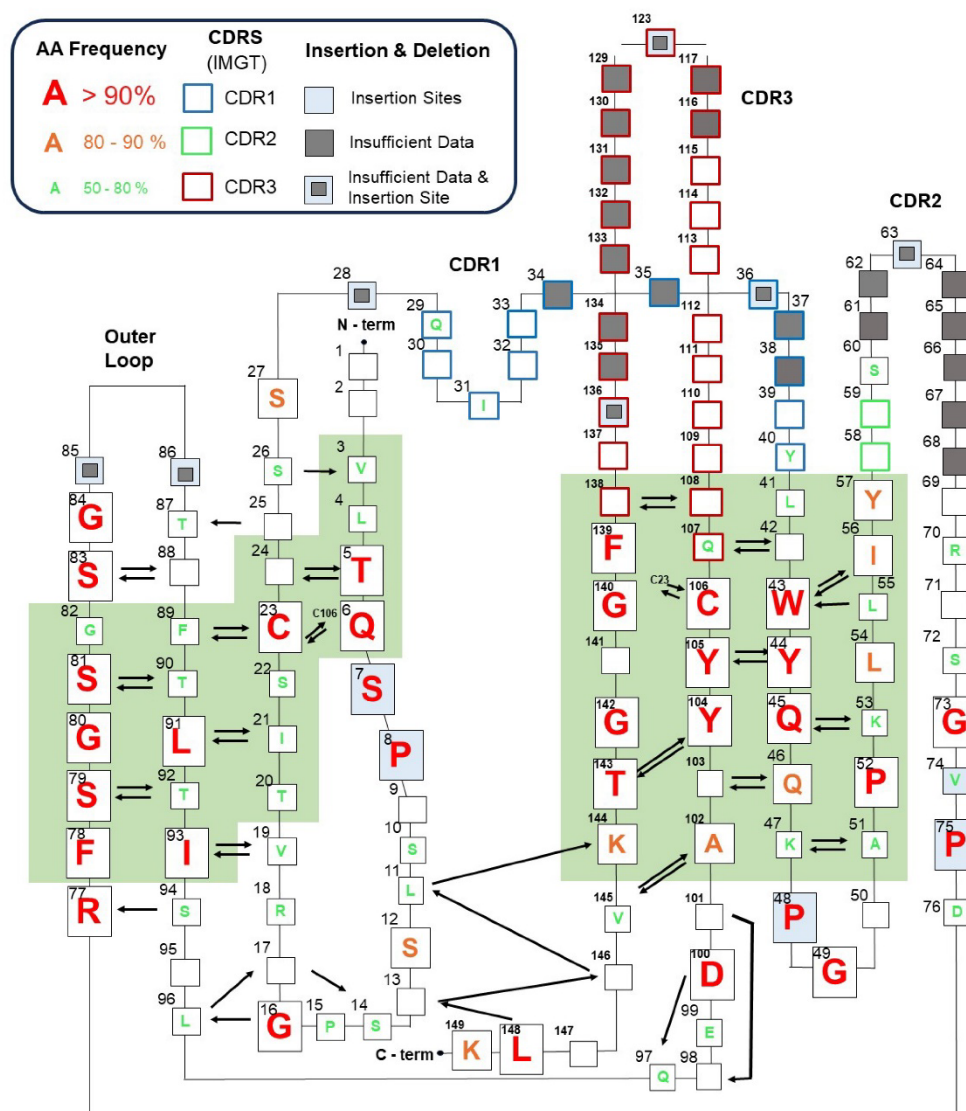 AA Frequency
A > 90%
A 80 - 90 %
A 50 - 80 %
CDRS
(IMGT)
CDR1
CDR2
CDR3
Insertion & Deletion
Insertion Sites
Insufficient Data
Insufficient Data &
Insertion Site
123
129 117
130 116
131 115
132 114
133 113
CDR3
CDR2
CDR1
Outer
Loop
N - term
1
2
3 V
4 L
5 T
6 Q
C106
7 S
8 P
9
10 S
11 L
12 S
13
14 S
15 P
16 G
17
18 R
19 V
20 T
21 I
22 S
23 C
24
25
26 S
27 S
28
29 Q
30
31 I
32
33
34
35
36
37
38
39
40 Y
41 L
42
43 W
44 Y
45 Q
46 Q
47 K
48 P
49 G
50
51 A
52 P
53 K
54 L
55 L
56 I
57 Y
58
59
60 S
61
62
63
64
65
66
67
68
69
70 R
71
72 S
73 G
74 V
75 P
76 D
77 R
78 F
79 S
80 G
81 S
82 G
83 S
84 G
85
86
87 T
88
89 F
90 T
91 L
92 T
93 I
94 S
95
96 L
97 Q
98
99 E
100 D
101
102 A
103
104 Y
105 Y
106 C
C23
107 Q
108
109
110
111
112
134
135
136
137
138
139 F
140 G
141
142 G
143 T
144 K
145 V
146
147
148 L
149 K
C - term